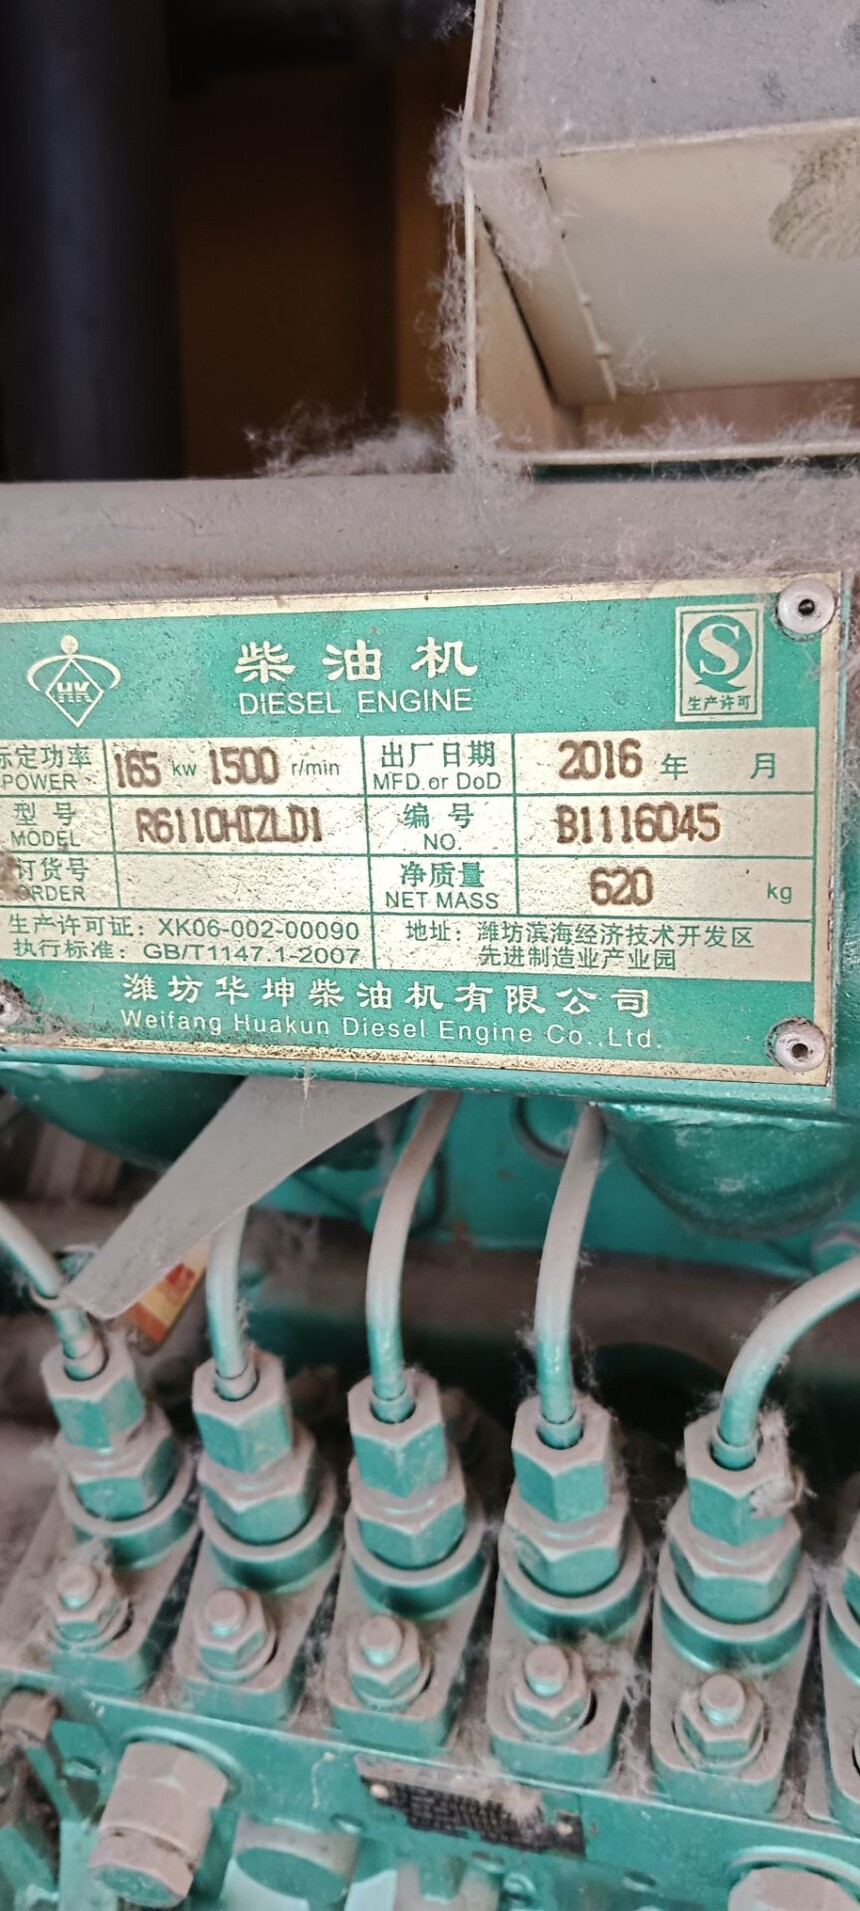 HK
柴油机
DIESEL ENGINE
生产许可
标定功率 165 kw 1500 r/min 出厂日期 2016 年 月
POWER MFD.or DoD
型号 R6110HIZLD1 编号 B1116045
MODEL NO.
订货号 净质量 620 kg
ORDER NET MASS
生产许可证：XK06-002-00090 地址：潍坊滨海经济技术开发区
执行标准：GB/T1147.1-2007 先进制造业产业园
潍坊华坤柴油机有限公司
Weifang Huakun Diesel Engine Co.,Ltd.